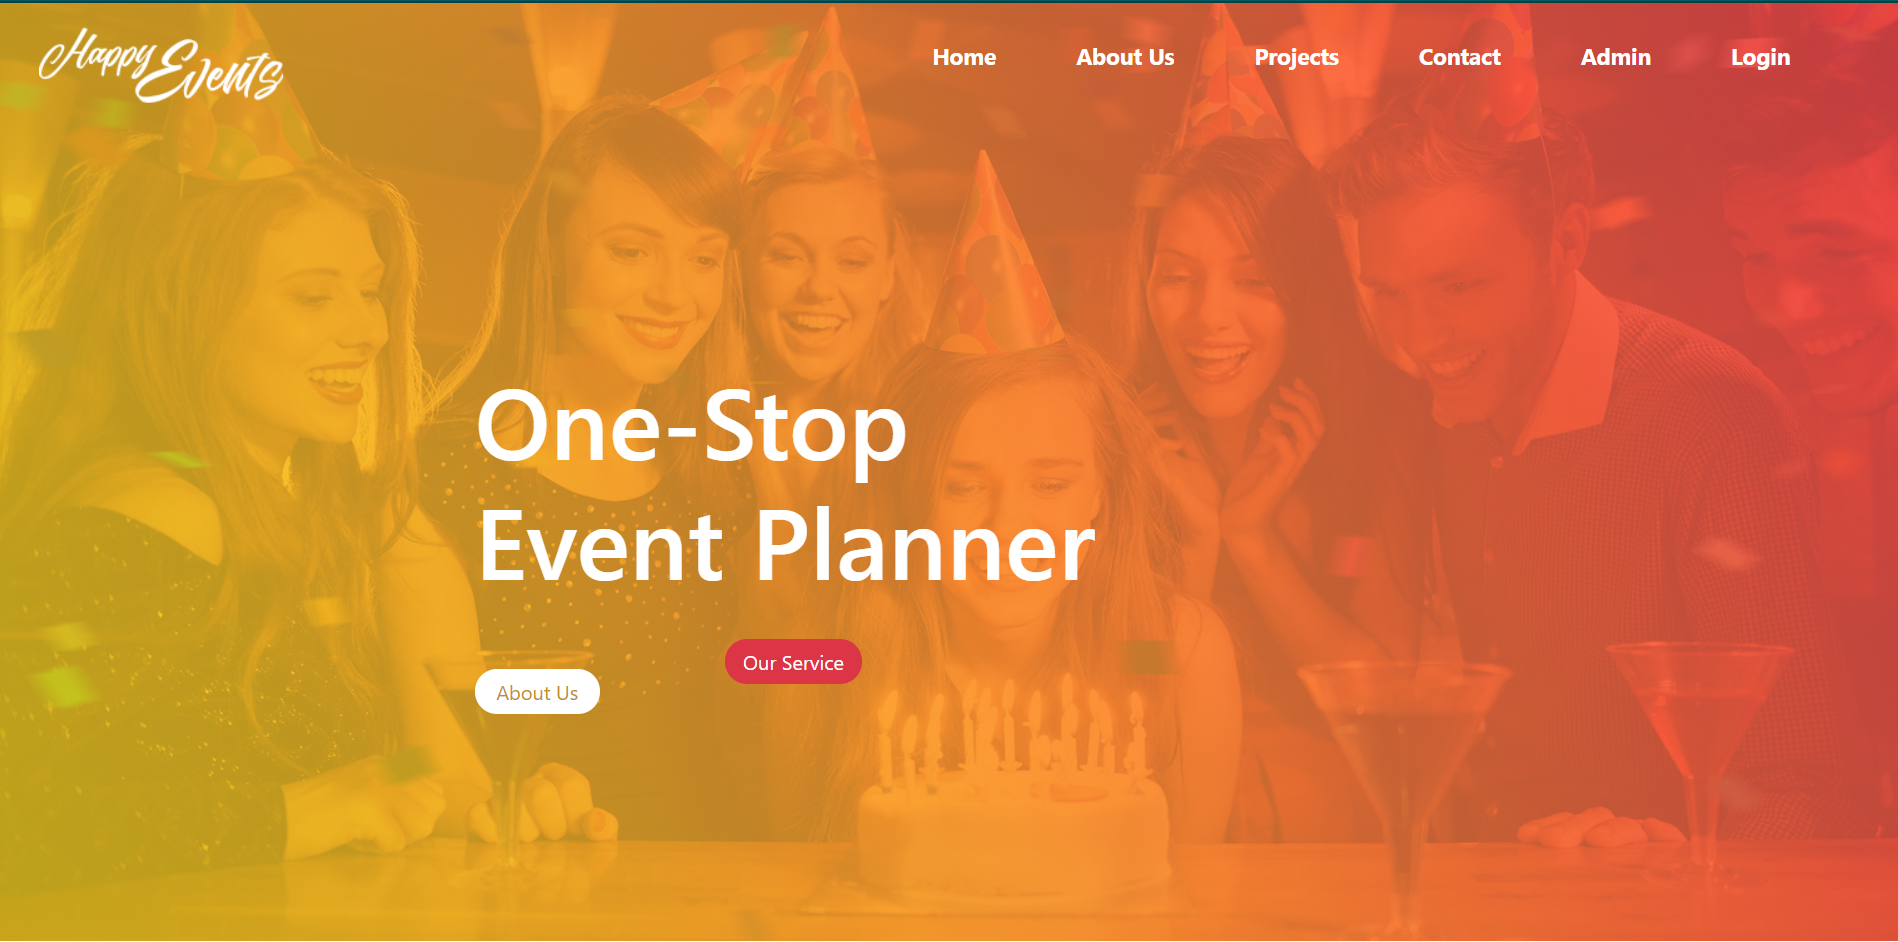 Happy Events
Home
About Us
Projects
Contact
Admin
Login
One-Stop
Event Planner
Our Service
About Us